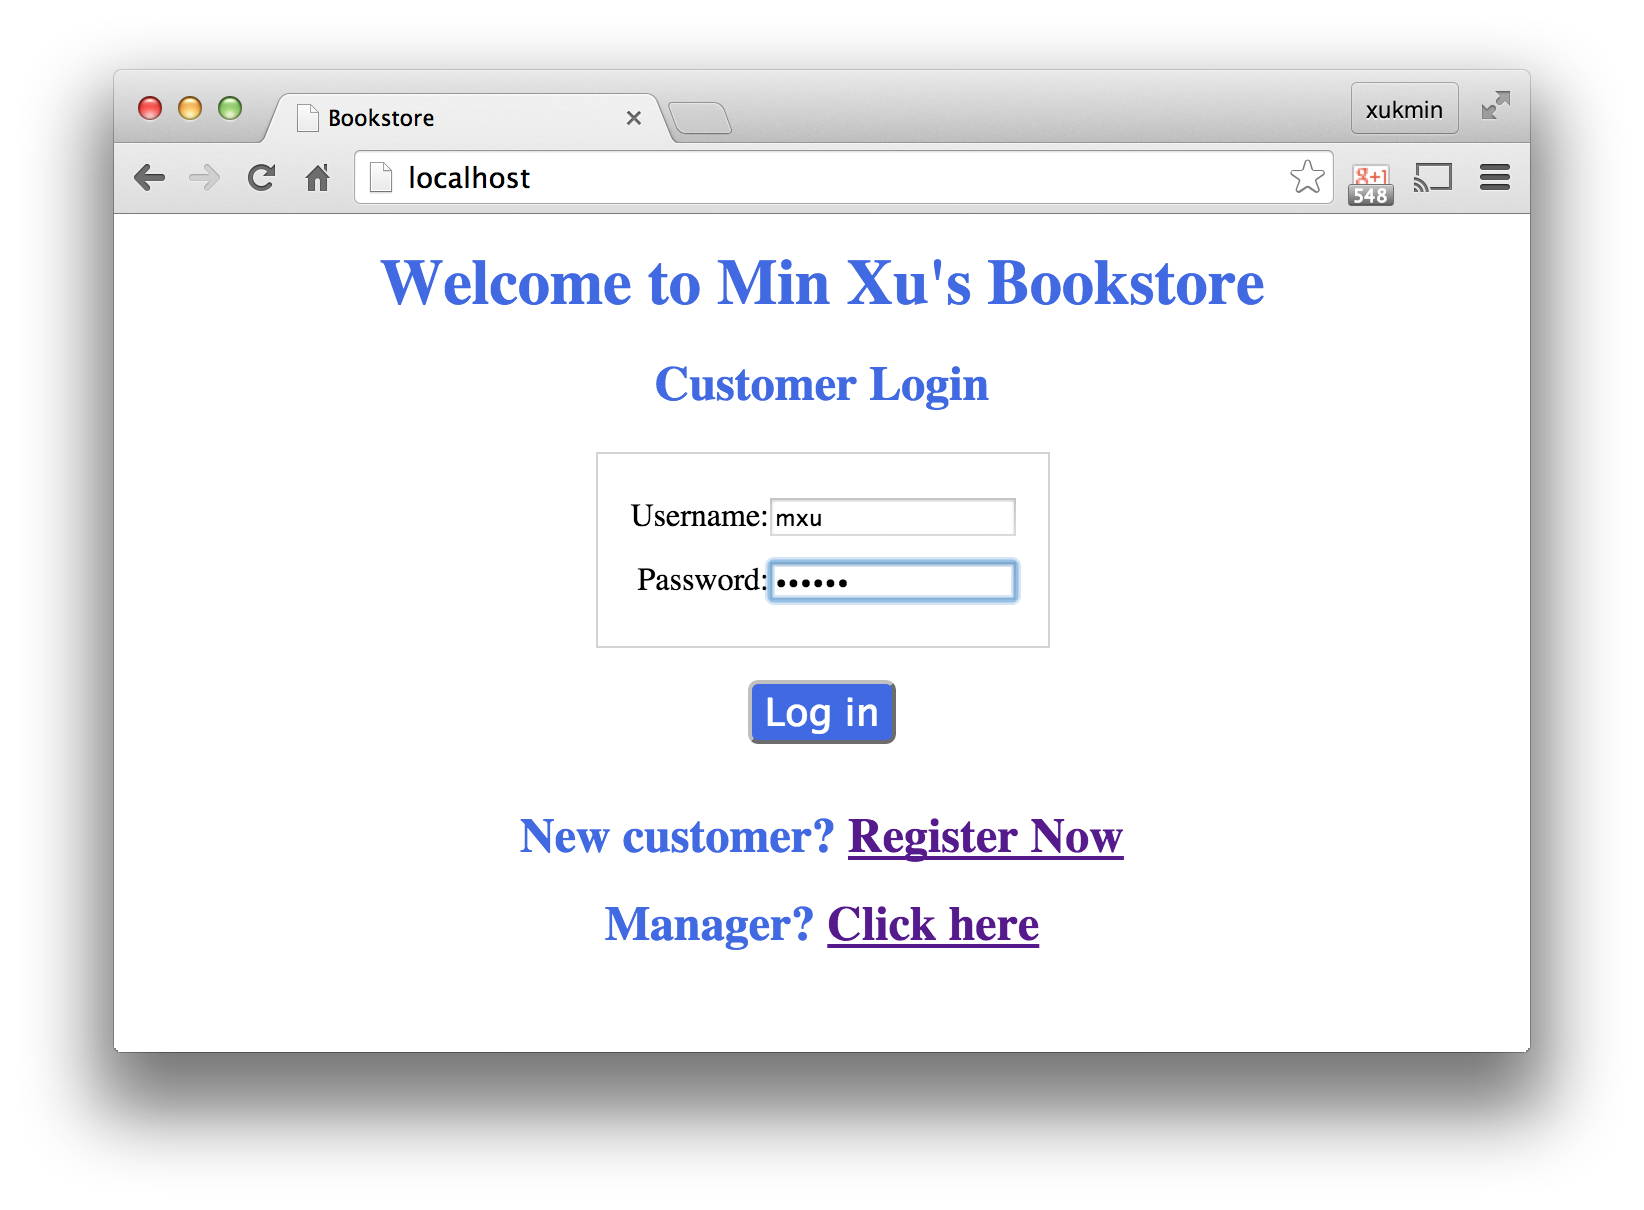 Bookstore
xukmin
localhost
g+1
548
Welcome to Min Xu's Bookstore
Customer Login
Username: mxu
Password: ••••••
Log in
New customer? Register Now
Manager? Click here